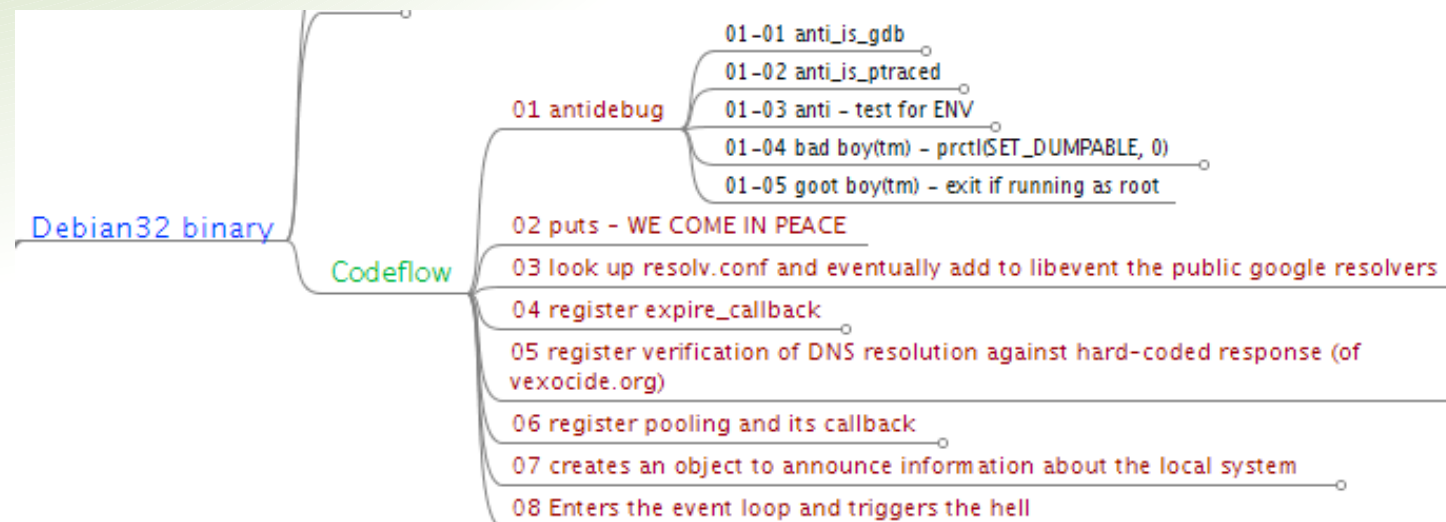 01-01 anti_is_gdb
01-02 anti_is_ptraced
01 antidebug
01-03 anti - test for ENV
01-04 bad boy(tm) - prctl(SET_DUMPABLE, 0)
01-05 goot boy(tm) - exit if running as root
Debian32 binary
02 puts - WE COME IN PEACE
Codeflow
03 look up resolv.conf and eventually add to libevent the public google resolvers
04 register expire_callback
05 register verification of DNS resolution against hard-coded response (of
vexocide.org)
06 register pooling and its callback
07 creates an object to announce information about the local system
08 Enters the event loop and triggers the hell